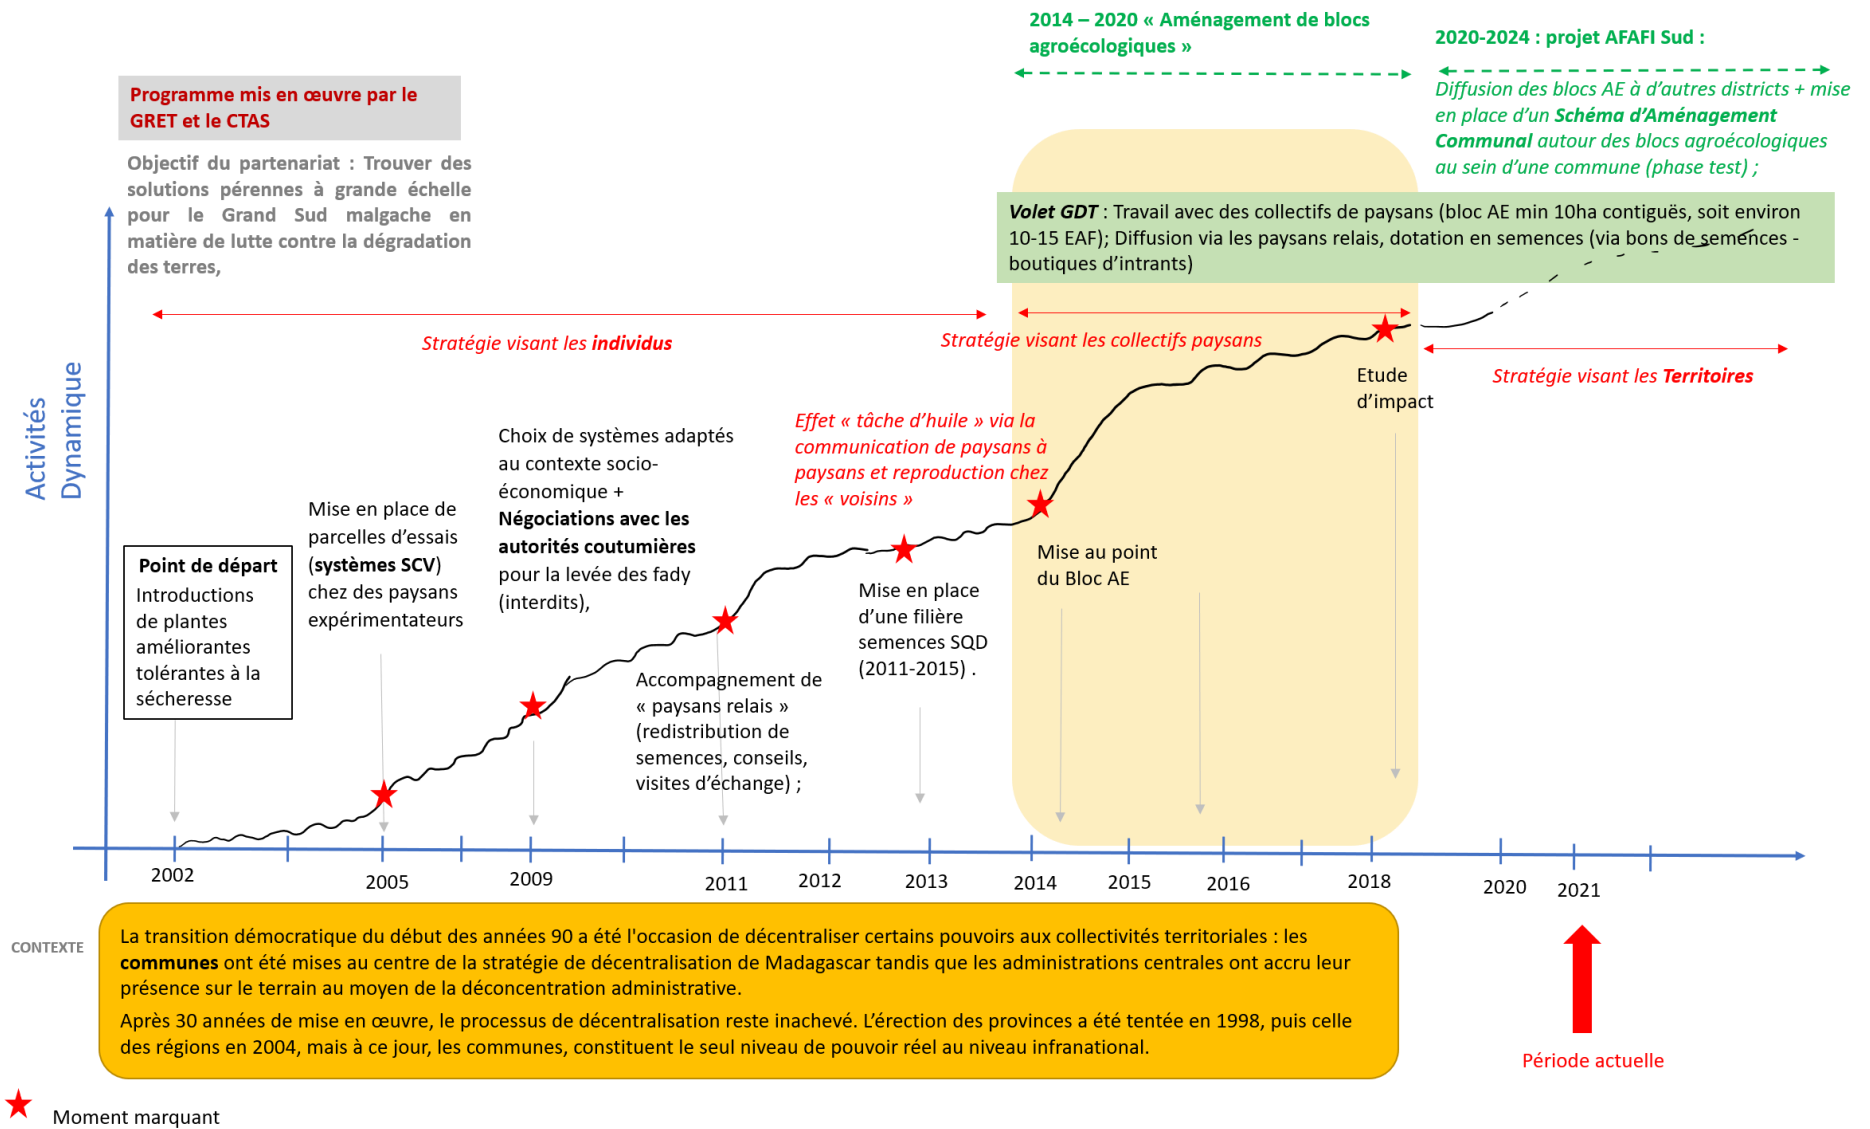 2014 – 2020 « Aménagement de blocs
agroécologiques »
2020-2024 : projet AFAFI Sud :
Diffusion des blocs AE à d’autres districts + mise
en place d’un Schéma d’Aménagement
Communal autour des blocs agroécologiques
au sein d’une commune (phase test) ;
Programme mis en œuvre par le
GRET et le CTAS
Objectif du partenariat : Trouver des
solutions pérennes à grande échelle
pour le Grand Sud malgache en
matière de lutte contre la dégradation
des terres,
Volet GDT : Travail avec des collectifs de paysans (bloc AE min 10ha contiguës, soit environ
10-15 EAF); Diffusion via les paysans relais, dotation en semences (via bons de semences -
boutiques d’intrants)
Stratégie visant les individus
Stratégie visant les collectifs paysans
Stratégie visant les Territoires
Activités
Dynamique
Point de départ
Introductions
de plantes
améliorantes
tolérantes à la
sécheresse
Mise en place de
parcelles d’essais
(systèmes SCV)
chez des paysans
expérimentateurs
Choix de systèmes adaptés
au contexte socio-
économique +
Négociations avec les
autorités coutumières
pour la levée des fady
(interdits),
Accompagnement de
« paysans relais »
(redistribution de
semences, conseils,
visites d’échange) ;
Effet « tâche d’huile » via la
communication de paysans à
paysans et reproduction chez
les « voisins »
Mise en place
d’une filière
semences SQD
(2011-2015) .
Mise au point
du Bloc AE
Etude
d’impact
2002
2005
2009
2011
2012
2013
2014
2015
2016
2018
2020
2021
CONTEXTE
La transition démocratique du début des années 90 a été l'occasion de décentraliser certains pouvoirs aux collectivités territoriales : les
communes ont été mises au centre de la stratégie de décentralisation de Madagascar tandis que les administrations centrales ont accru leur
présence sur le terrain au moyen de la déconcentration administrative.
Après 30 années de mise en œuvre, le processus de décentralisation reste inachevé. L’érection des provinces a été tentée en 1998, puis celle
des régions en 2004, mais à ce jour, les communes, constituent le seul niveau de pouvoir réel au niveau infranational.
Période actuelle
Moment marquant